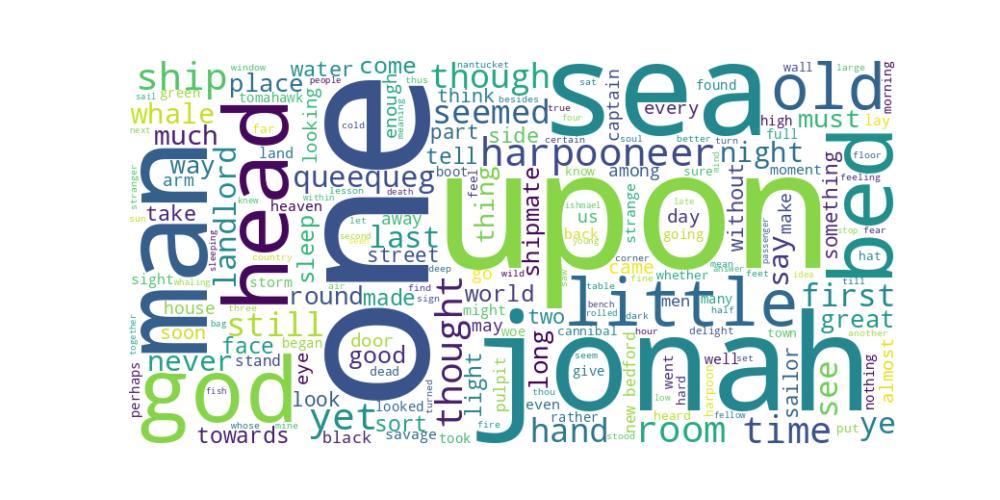 ship
window
water
come
nantucket
though
sea
sat
captain
found
wall
old
large
morning
people
place
thus
sail
green
tomahawk
looking
enough
meaning
think
besides
true
four
every
high
must
lay
whale
next
much
far
head
cold
one
seemed
part
side
certain
soul
better
turn
full
bed
man
way
arm
land
landlord
tell
harpooneer
know
among
sure
mind
night
moment
floor
feeling
stranger
knew
lesson
within
death
queequeg
boot
feel
thing
upon
shipmate
strange
without
something
take
heaven
let
away
ishmael
us
late
day
make
sun
sleeping
sleep
second
last
back
going
young
passenger
say
stop
fear
hat
country
street
deep
go
wild
came
fine
corner
whether
mean
answer
feet
idea
till
sight
whaling
storm
air
find
sign
world
saw
table
little
men
many
half
first
house
three
round
made
might
two
bench
rolled
dark
great
together
soon
bag
still
began
door
good
dead
thought
may
woe
cannibal
hour
delight
town
another
never
face
stand
eye
light
pulpit
long
jonah
seem
give
new bedford
went
hard
well
set
sailor
see
nothing
almost
perhaps
god
fish
look
looked
turned
thou
even
rather
low
heard
harpoon
fellow
whose
mine
yet
sort
fire
hand
stood
room
time
put
ye
towards
black
savage
took